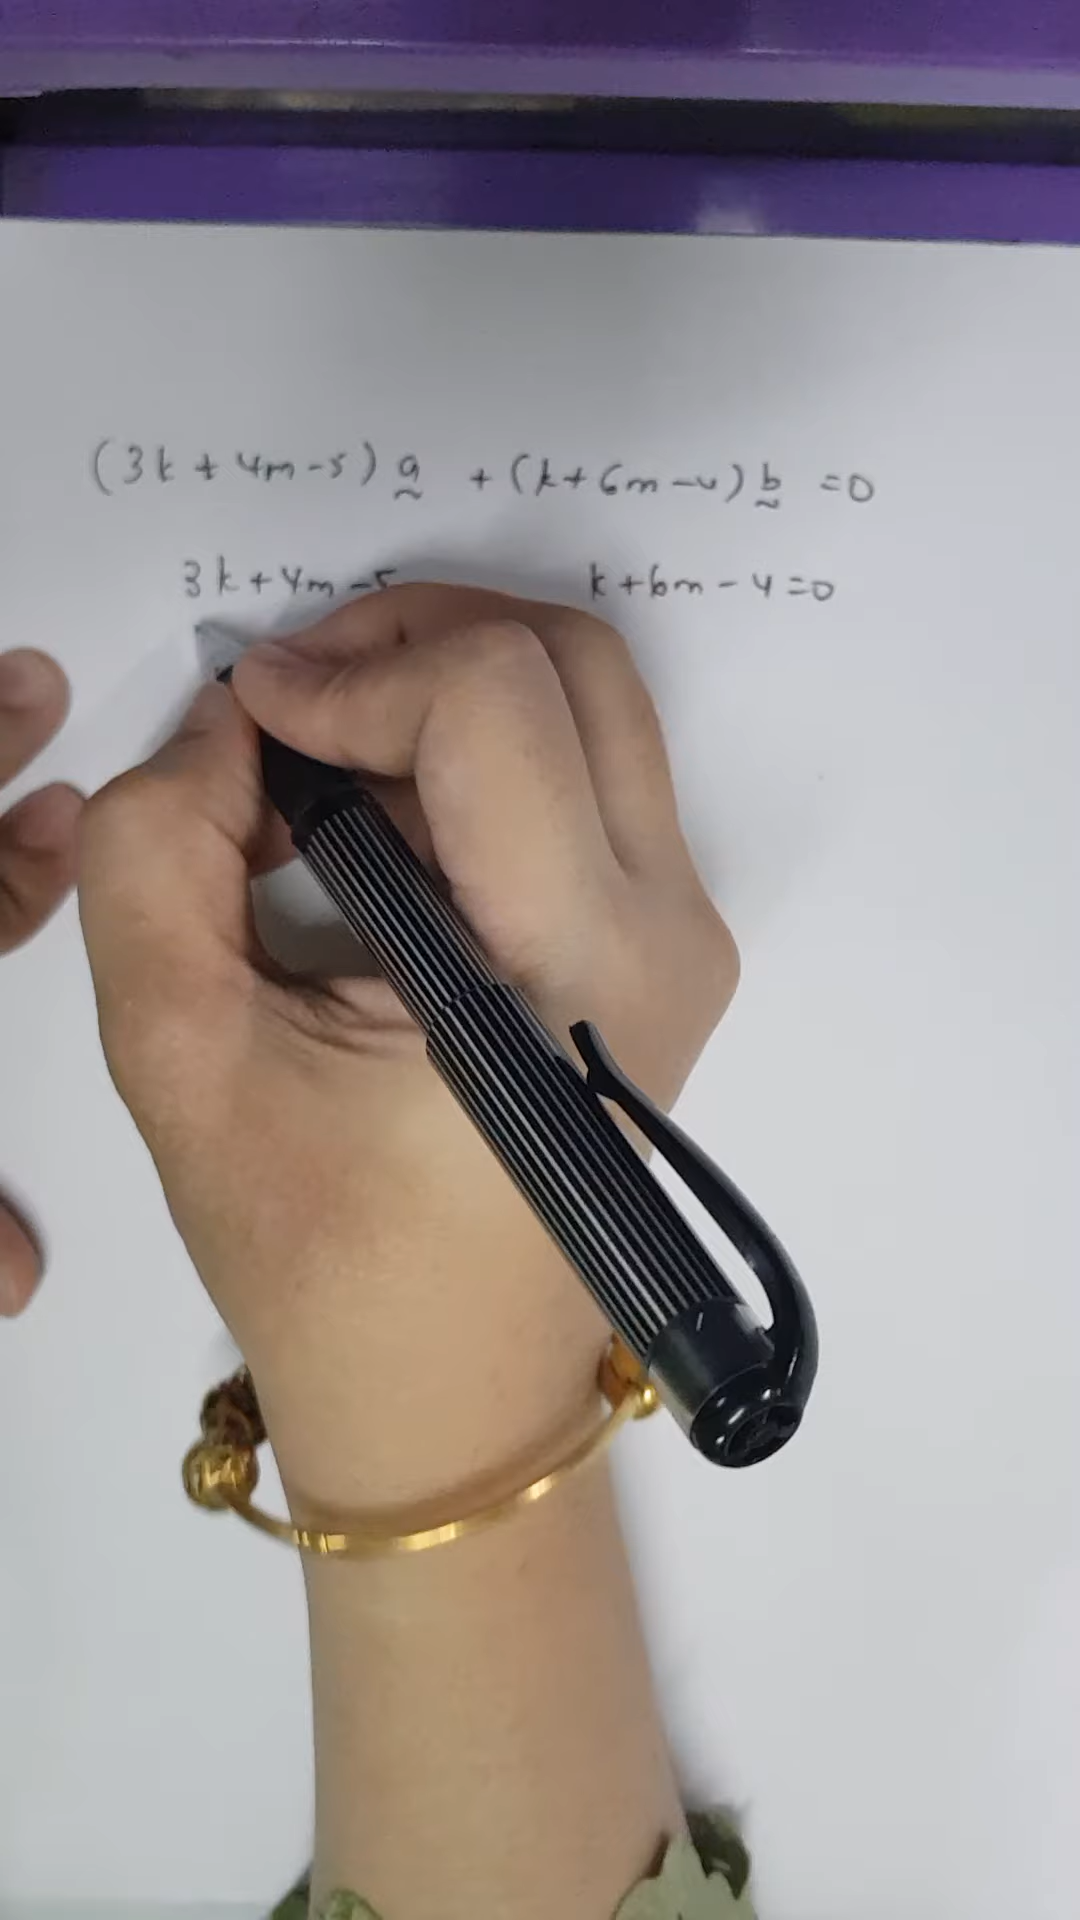 (3k + 4m - 5) a + (k + 6m - 4) b = 0
3k + 4m - 5
k + 6m - 4 = 0